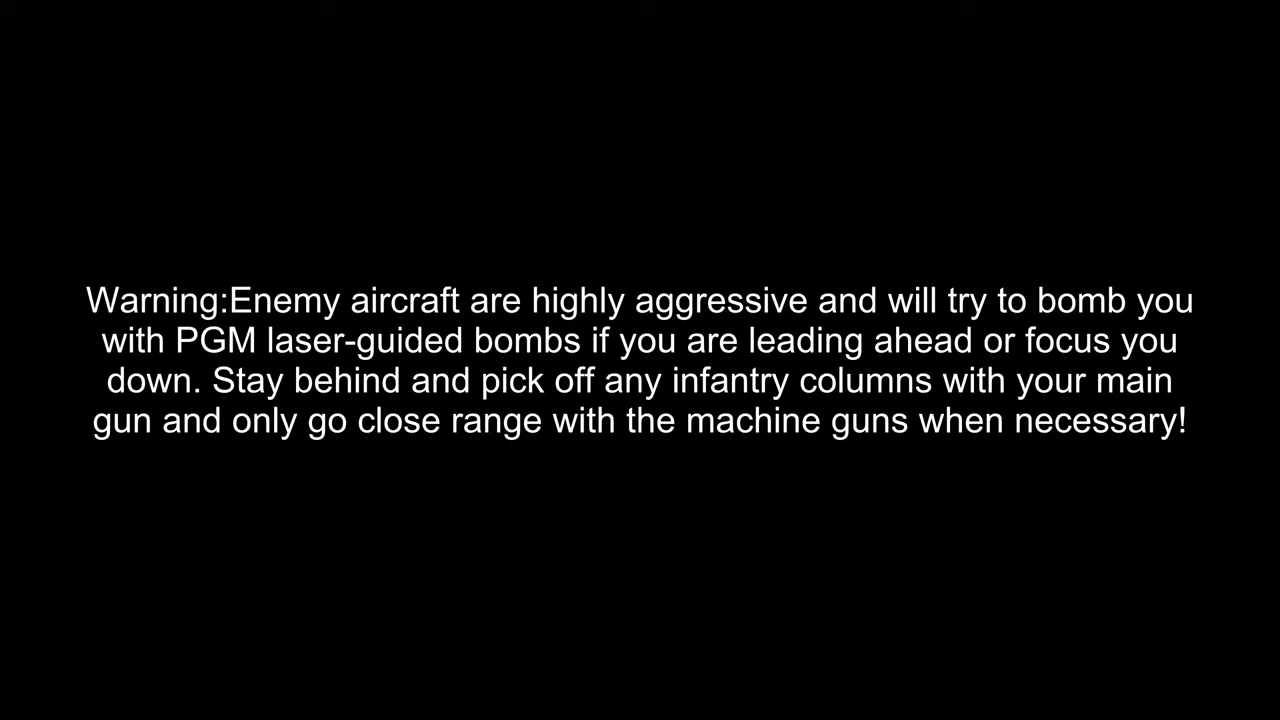 Warning:Enemy aircraft are highly aggressive and will try to bomb you
with PGM laser-guided bombs if you are leading ahead or focus you
down. Stay behind and pick off any infantry columns with your main
gun and only go close range with the machine guns when necessary!